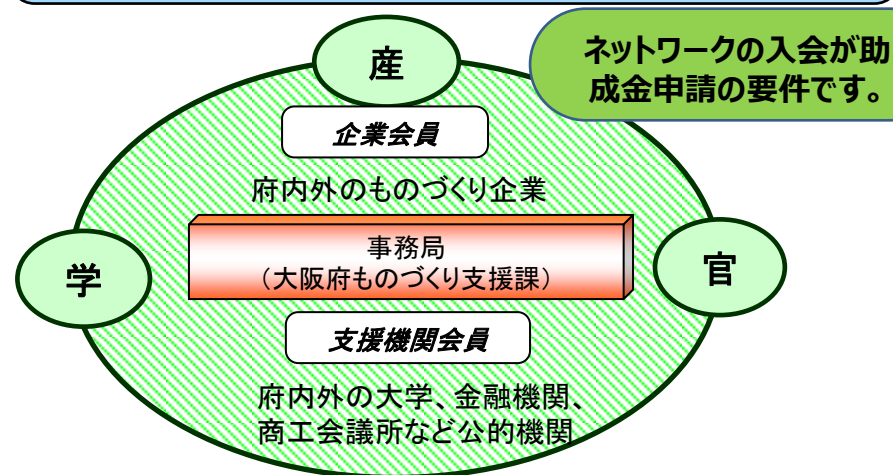 産
ネットワークの入会が助
成金申請の要件です。
企業会員
府内外のものづくり企業
事務局
（大阪府ものづくり支援課）
学
官
支援機関会員
府内外の大学、金融機関、
商工会議所など公的機関